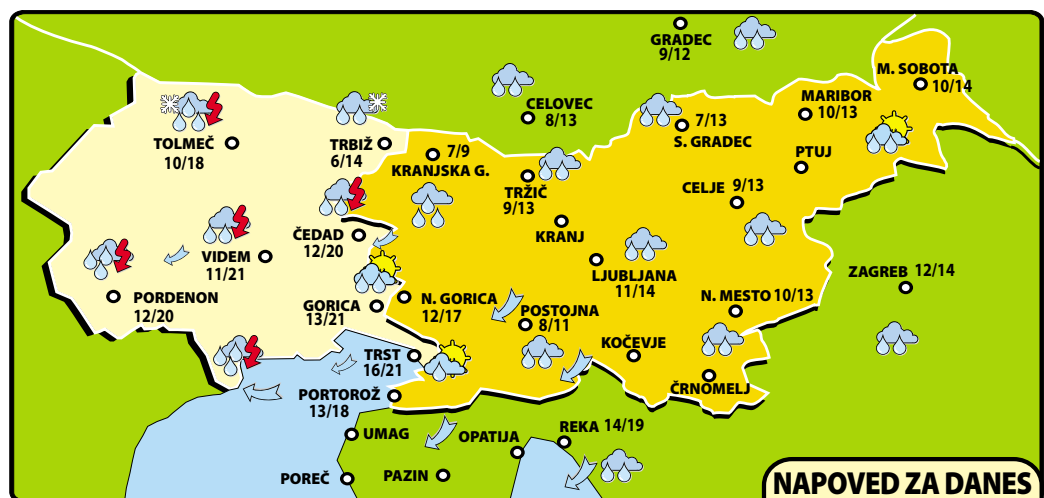 GRADEC
9/12
M. SOBOTA
10/14
MARIBOR
10/13
CELOVEC
8/13
7/13
S. GRADEC
TOLMEČ
10/18
TRBIŽ
6/14
7/9
KRANJSKA G.
PTUJ
TRŽIČ
9/13
CELJE 9/13
KRANJ
ČEDAD
12/20
VIDEM
11/21
LJUBLJANA
11/14
ZAGREB 12/14
PORDENON
12/20
GORICA
13/21
N. GORICA
12/17
POSTOJNA
8/11
N. MESTO 10/13
TRST
16/21
KOČEVJE
ČRNOMELJ
PORTOROŽ
13/18
UMAG
OPATIJA
REKA 14/19
POREČ
PAZIN
NAPOVED ZA DANES